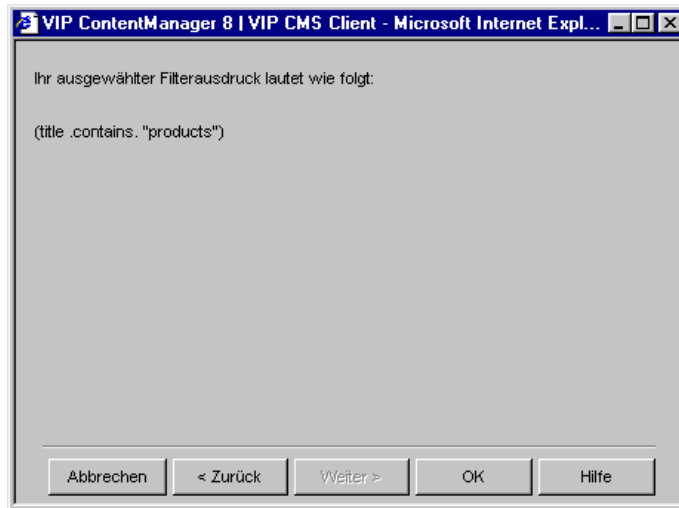 VIP ContentManager 8 | VIP CMS Client - Microsoft Internet Expl...
Ihr ausgewählter Filterausdruck lautet wie folgt:
(title .contains. "products")
Abbrechen
< Zurück
Weiter >
OK
Hilfe